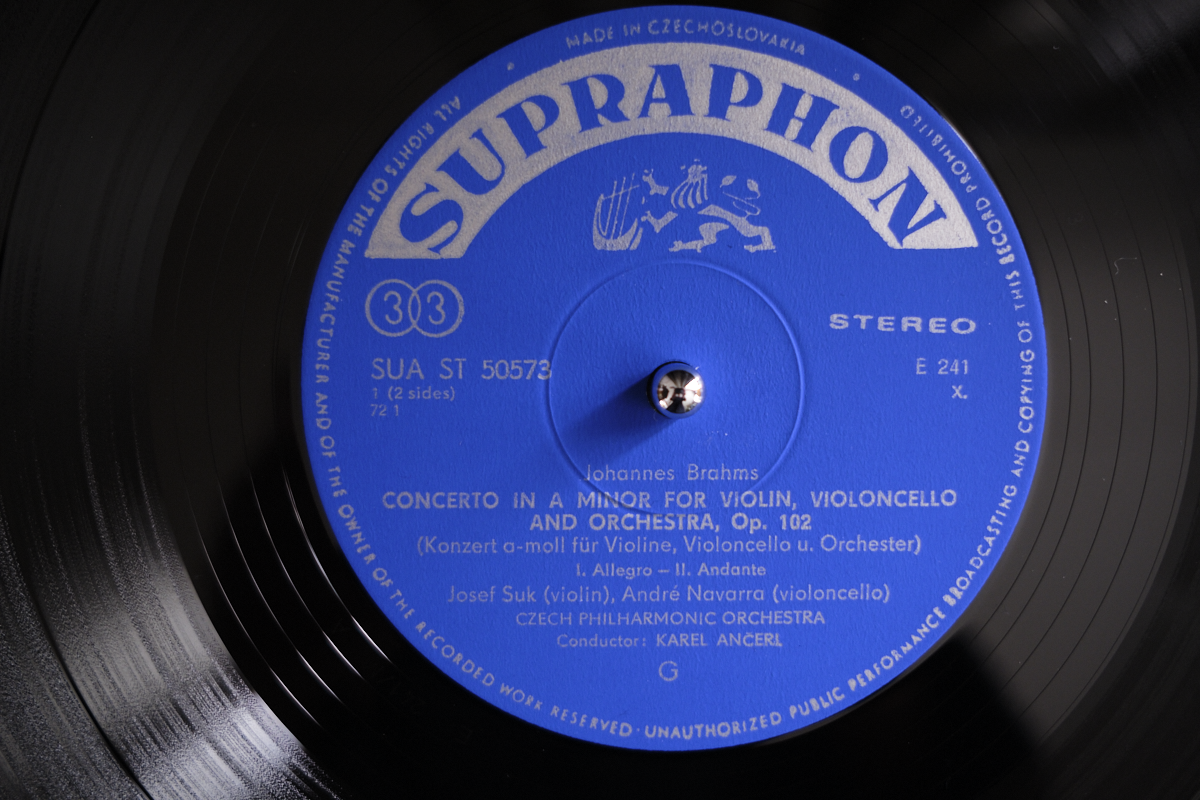 MADE IN CZECHOSLOVAKIA
SUPRAPHON
33
STEREO
SUA ST 50573
E 241
1 (2 sides)
X.
72 1
Johannes Brahms
CONCERTO IN A MINOR FOR VIOLIN, VIOLONCELLO
AND ORCHESTRA, Op. 102
(Konzert a-moll für Violine, Violoncello u. Orchester)
I. Allegro – II. Andante
Josef Suk (violin), André Navarra (violoncello)
CZECH PHILHARMONIC ORCHESTRA
Conductor: KAREL ANČERL
G
ALL RIGHTS OF THE MANUFACTURER AND OF THE OWNER OF THE RECORDED WORK RESERVED · UNAUTHORIZED PUBLIC PERFORMANCE BROADCASTING AND COPYING OF THIS RECORD PROHIBITED